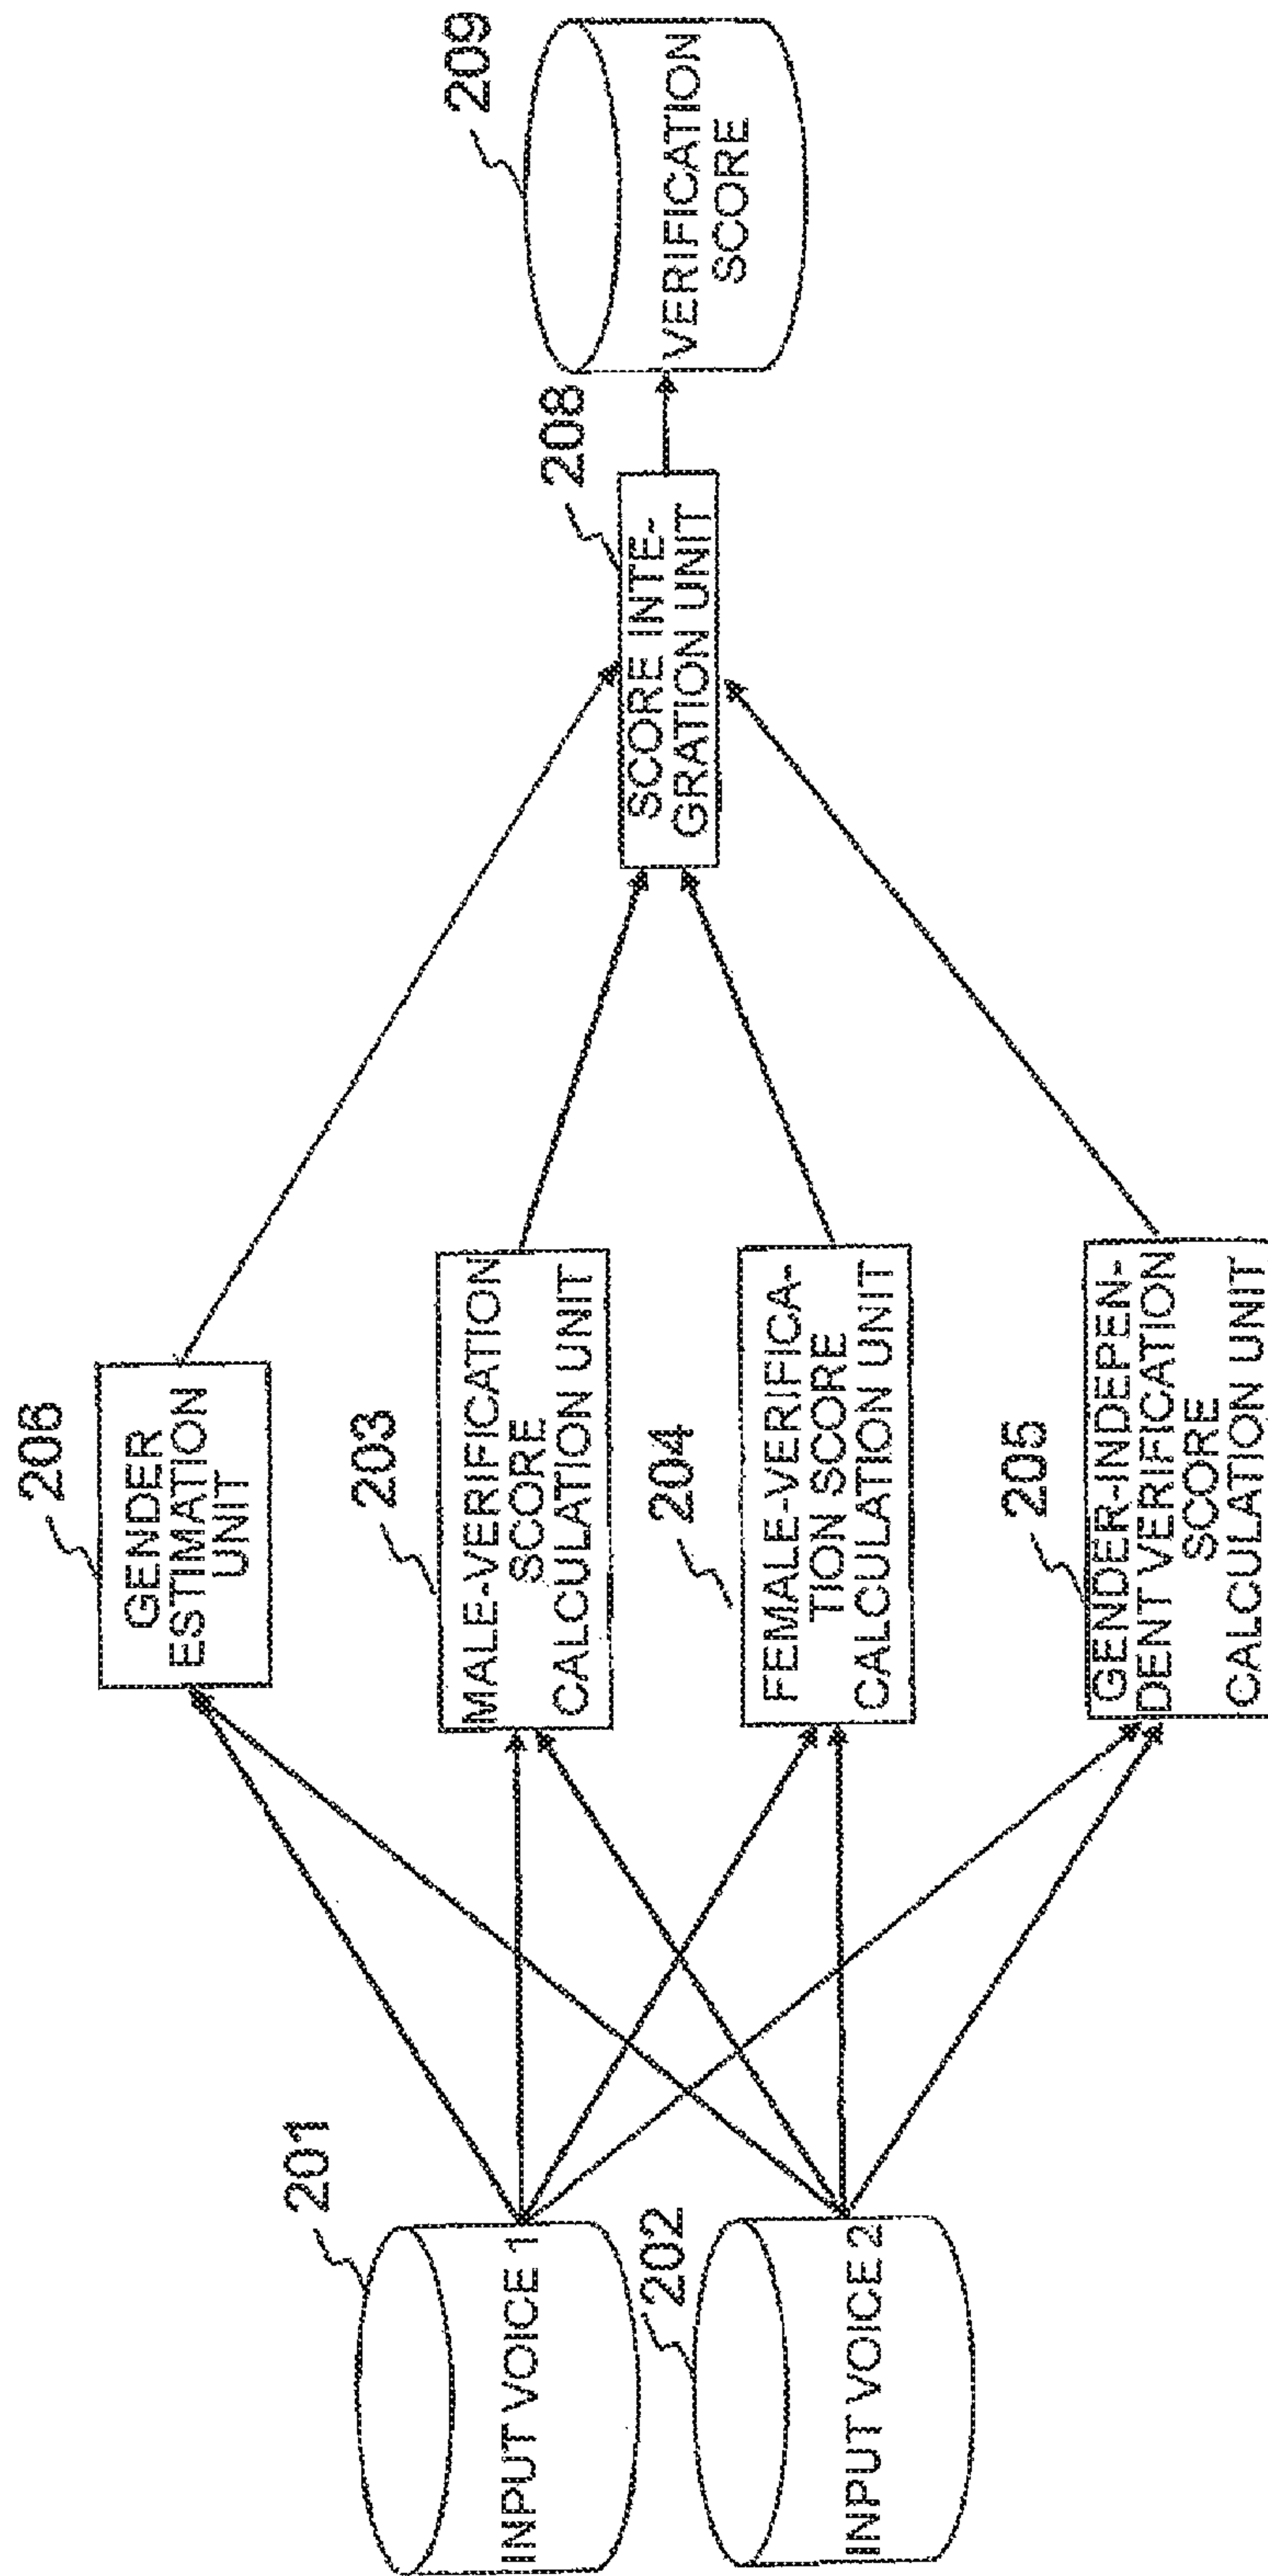 201
INPUT VOICE 1
202
INPUT VOICE 2
206
GENDER
ESTIMATION
UNIT
203
MALE-VERIFICATION
SCORE
CALCULATION UNIT
204
FEMALE-VERIFICA-
TION SCORE
CALCULATION UNIT
205
GENDER-INDEPEN-
DENT VERIFICATION
SCORE
CALCULATION UNIT
208
SCORE INTE-
GRATION UNIT
209
VERIFICATION
SCORE